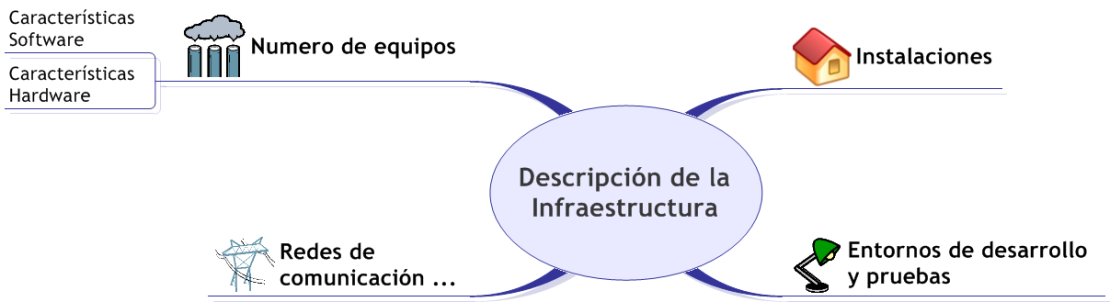 Características
Software
Características
Hardware
Numero de equipos
Instalaciones
Descripción de la
Infraestructura
Redes de
comunicación ...
Entornos de desarrollo
y pruebas